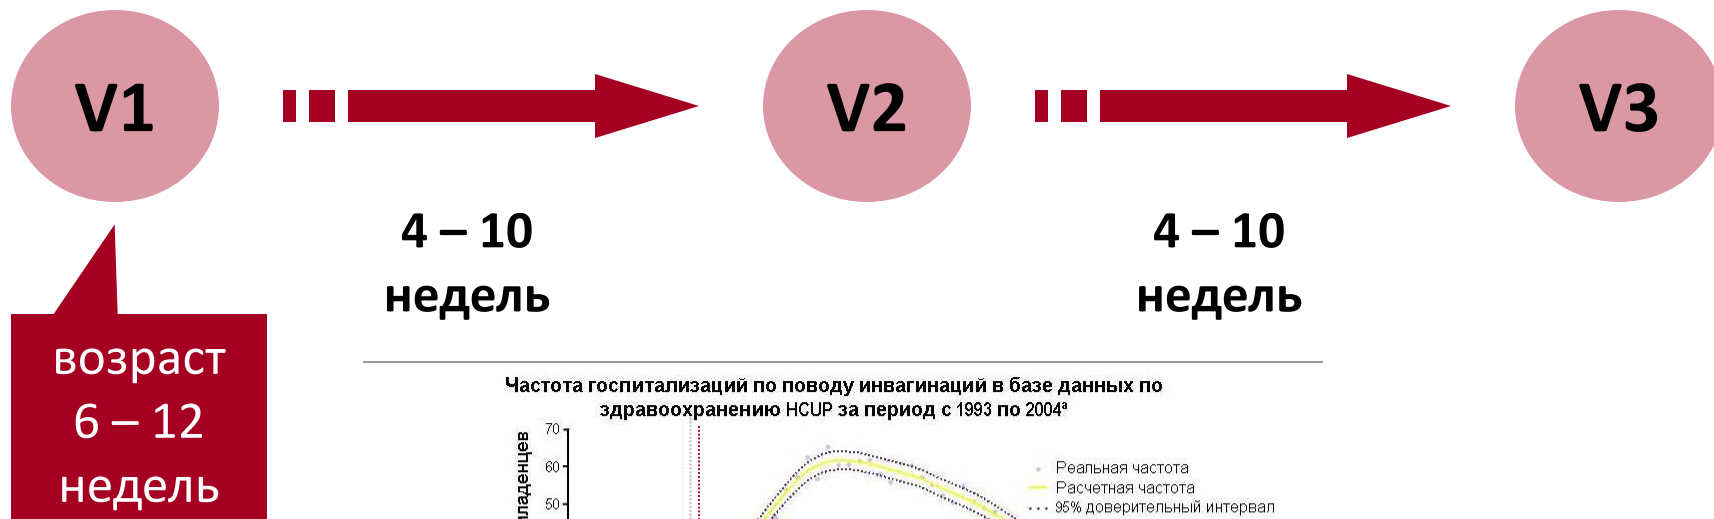 V1
V2
V3
4 – 10
недель
4 – 10
недель
возраст
6 – 12
недель
Частота госпитализаций по поводу инвагинаций в базе данных по
здравоохранению HCUP за период с 1993 по 2004ª
70
60
50
Реальная частота
Расчетная частота
95% доверительный интервал